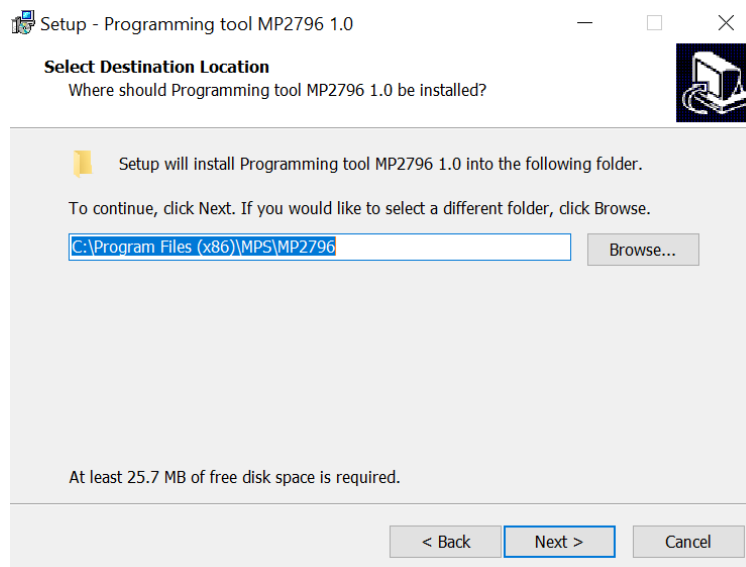 Setup - Programming tool MP2796 1.0
Select Destination Location
Where should Programming tool MP2796 1.0 be installed?
Setup will install Programming tool MP2796 1.0 into the following folder.
To continue, click Next. If you would like to select a different folder, click Browse.
C:\Program Files (x86)\MPS\MP2796
Browse...
At least 25.7 MB of free disk space is required.
< Back
Next >
Cancel